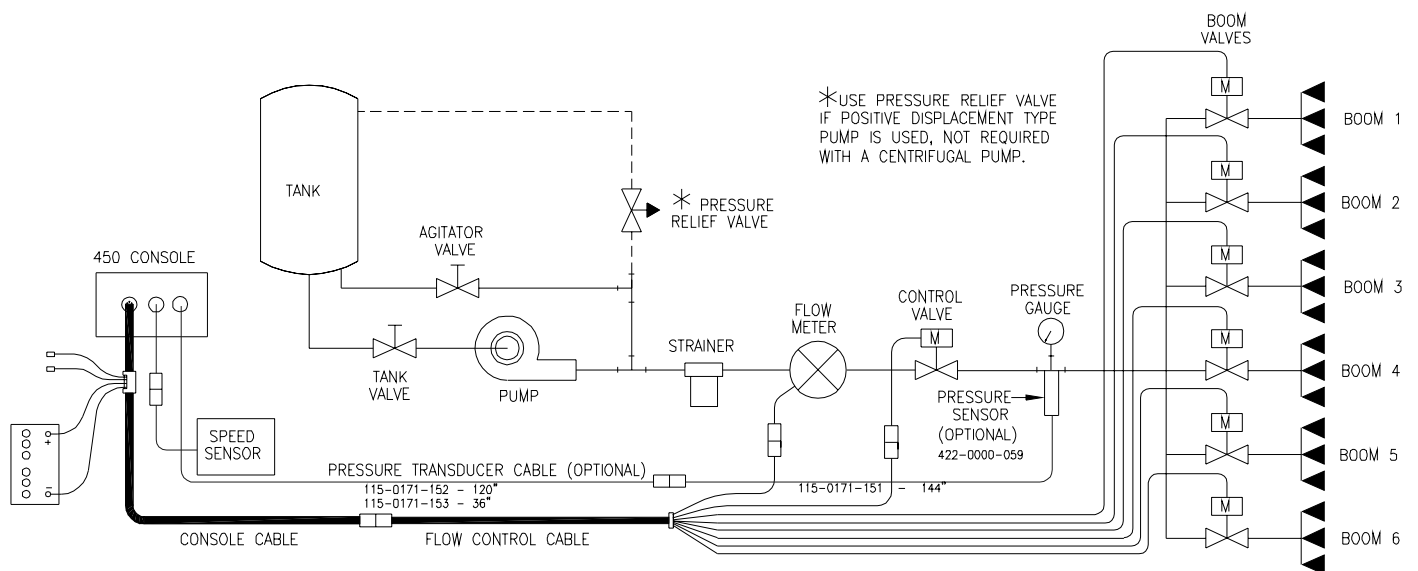 BOOM
VALVES
M
BOOM 1
✳USE PRESSURE RELIEF VALVE
IF POSITIVE DISPLACEMENT TYPE
PUMP IS USED, NOT REQUIRED
WITH A CENTRIFUGAL PUMP.
M
BOOM 2
TANK
✳ PRESSURE
RELIEF VALVE
AGITATOR
VALVE
450 CONSOLE
M
BOOM 3
FLOW
METER
CONTROL
VALVE
M
PRESSURE
GAUGE
M
BOOM 4
STRAINER
TANK
VALVE
PUMP
PRESSURE
SENSOR
(OPTIONAL)
422-0000-059
M
BOOM 5
+
-
SPEED
SENSOR
PRESSURE TRANSDUCER CABLE (OPTIONAL)
115-0171-152 - 120"
115-0171-153 - 36"
115-0171-151 - 144"
M
BOOM 6
CONSOLE CABLE
FLOW CONTROL CABLE